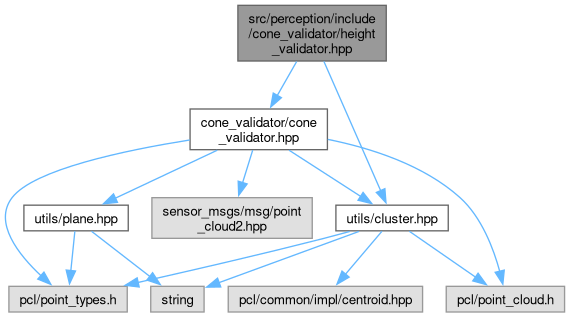 src/perception/include
/cone_validator/height
_validator.hpp
cone_validator/cone
_validator.hpp
utils/plane.hpp
sensor_msgs/msg/point
_cloud2.hpp
utils/cluster.hpp
pcl/point_types.h
string
pcl/common/impl/centroid.hpp
pcl/point_cloud.h